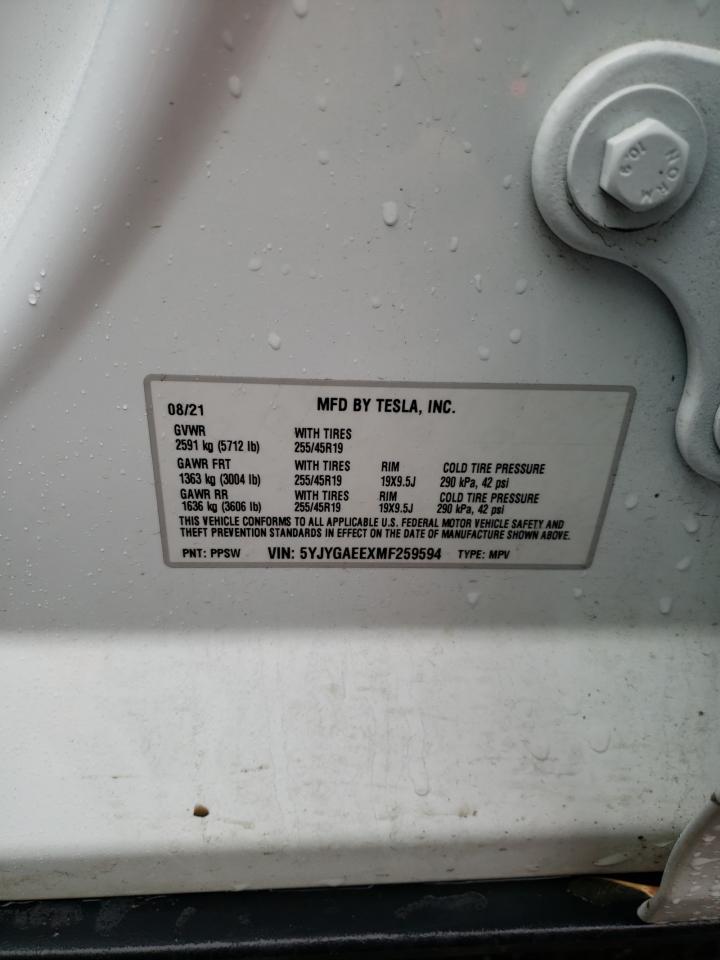 NORM
10.9
08/21 MFD BY TESLA, INC.
GVWR WITH TIRES
2591 kg (5712 lb) 255/45R19
GAWR FRT WITH TIRES RIM COLD TIRE PRESSURE
1363 kg (3004 lb) 255/45R19 19X9.5J 290 kPa, 42 psi
GAWR RR WITH TIRES RIM COLD TIRE PRESSURE
1636 kg (3606 lb) 255/45R19 19X9.5J 290 kPa, 42 psi
THIS VEHICLE CONFORMS TO ALL APPLICABLE U.S. FEDERAL MOTOR VEHICLE SAFETY AND
THEFT PREVENTION STANDARDS IN EFFECT ON THE DATE OF MANUFACTURE SHOWN ABOVE.
PNT: PPSW VIN: 5YJYGAEEXMF259594 TYPE: MPV